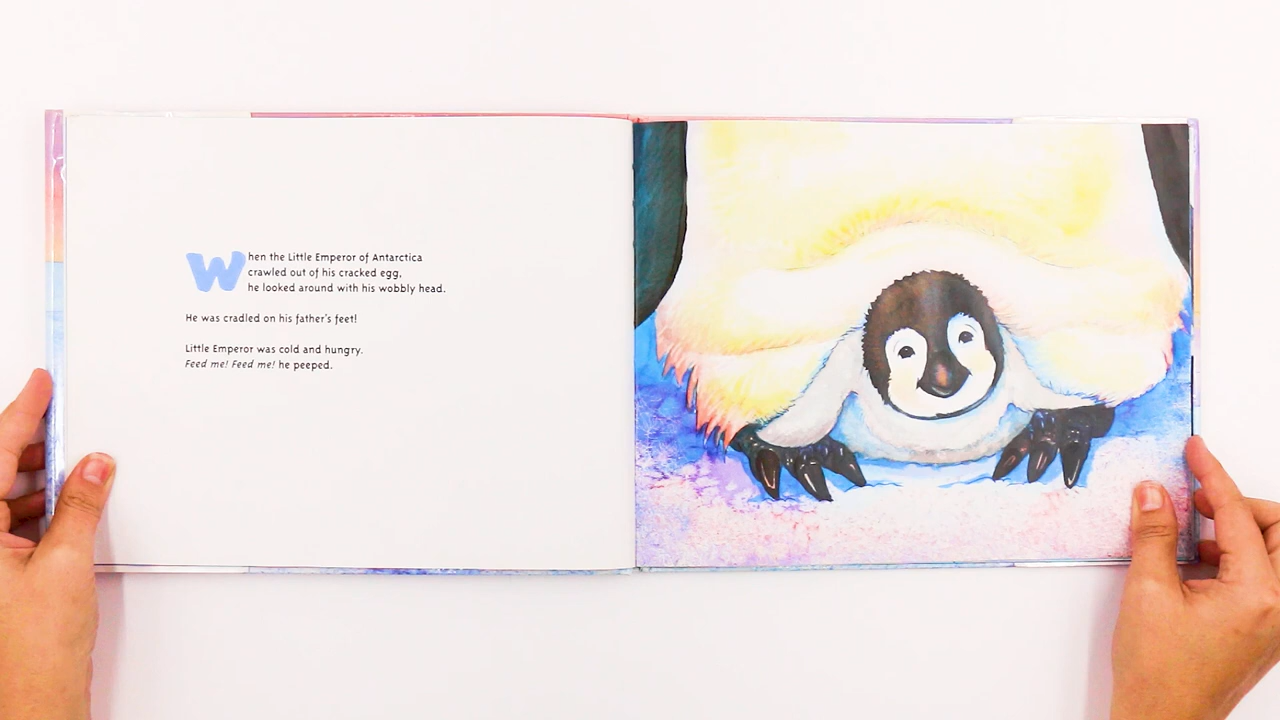 When the Little Emperor of Antarctica
crawled out of his cracked egg,
he looked around with his wobbly head.
He was cradled on his father's feet!
Little Emperor was cold and hungry.
Feed me! Feed me! he peeped.